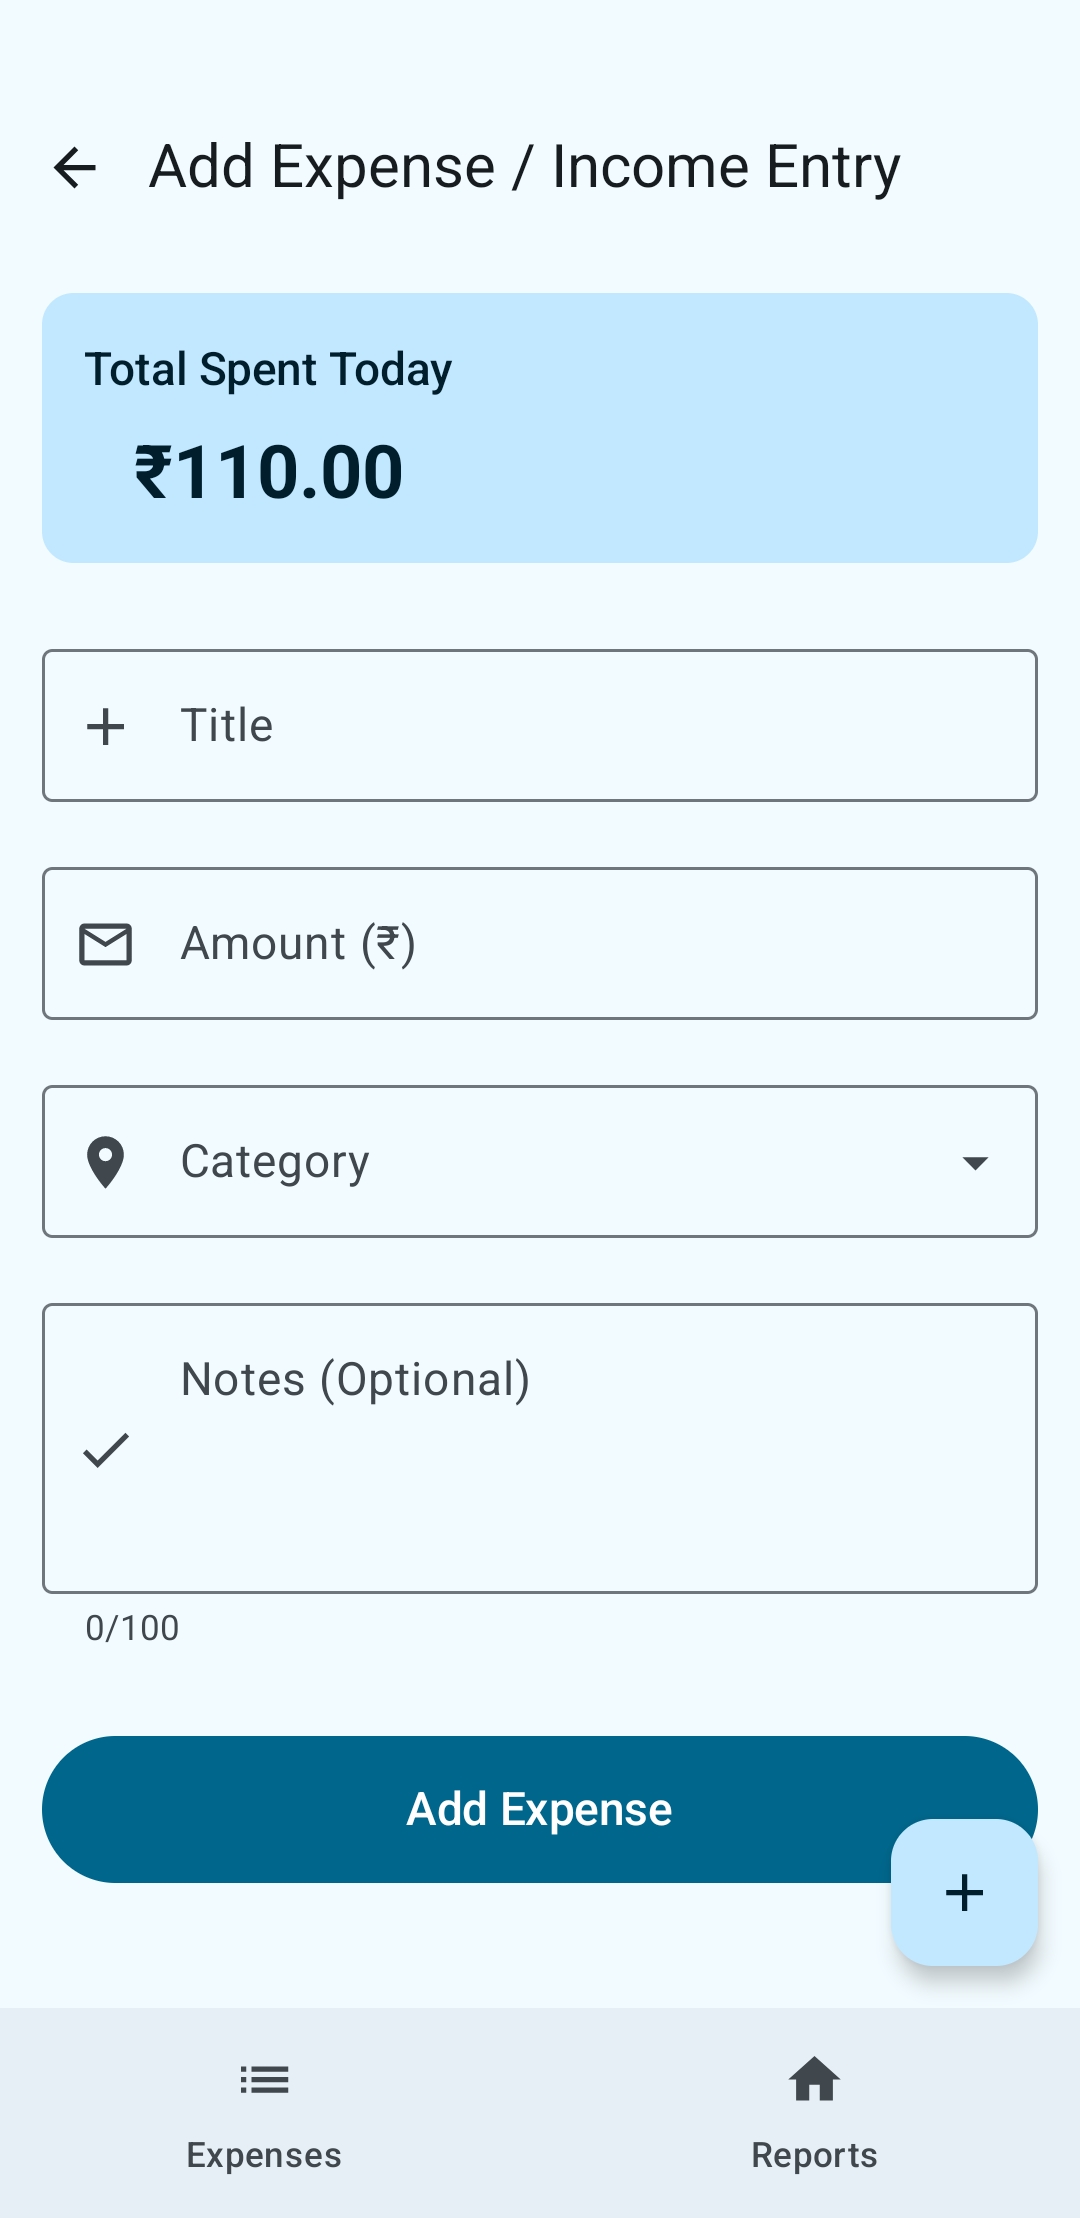 Add Expense / Income Entry
Total Spent Today
₹110.00
Title
Amount (₹)
Category
Notes (Optional)
0/100
Add Expense
Expenses
Reports